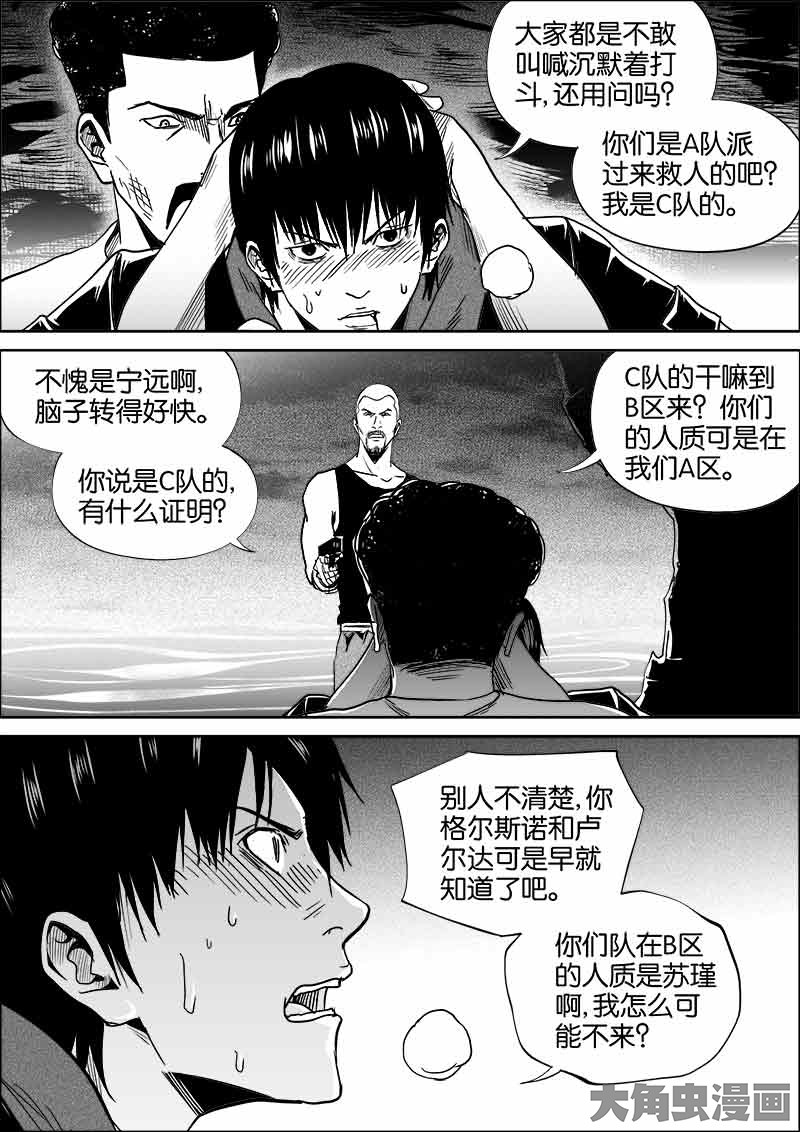 大家都是不敢
叫喊沉默着打
斗,还用问吗?
你们是A队派
过来救人的吧?
我是C队的。
不愧是宁远啊,
脑子转得好快。
你说是C队的,
有什么证明?
C队的干嘛到
B区来?你们
的人质可是在
我们A区。
别人不清楚,你
格尔斯诺和卢
尔达可是早就
知道了吧。
你们队在B区
的人质是苏瑾
啊,我怎么可
能不来?
大角虫漫画